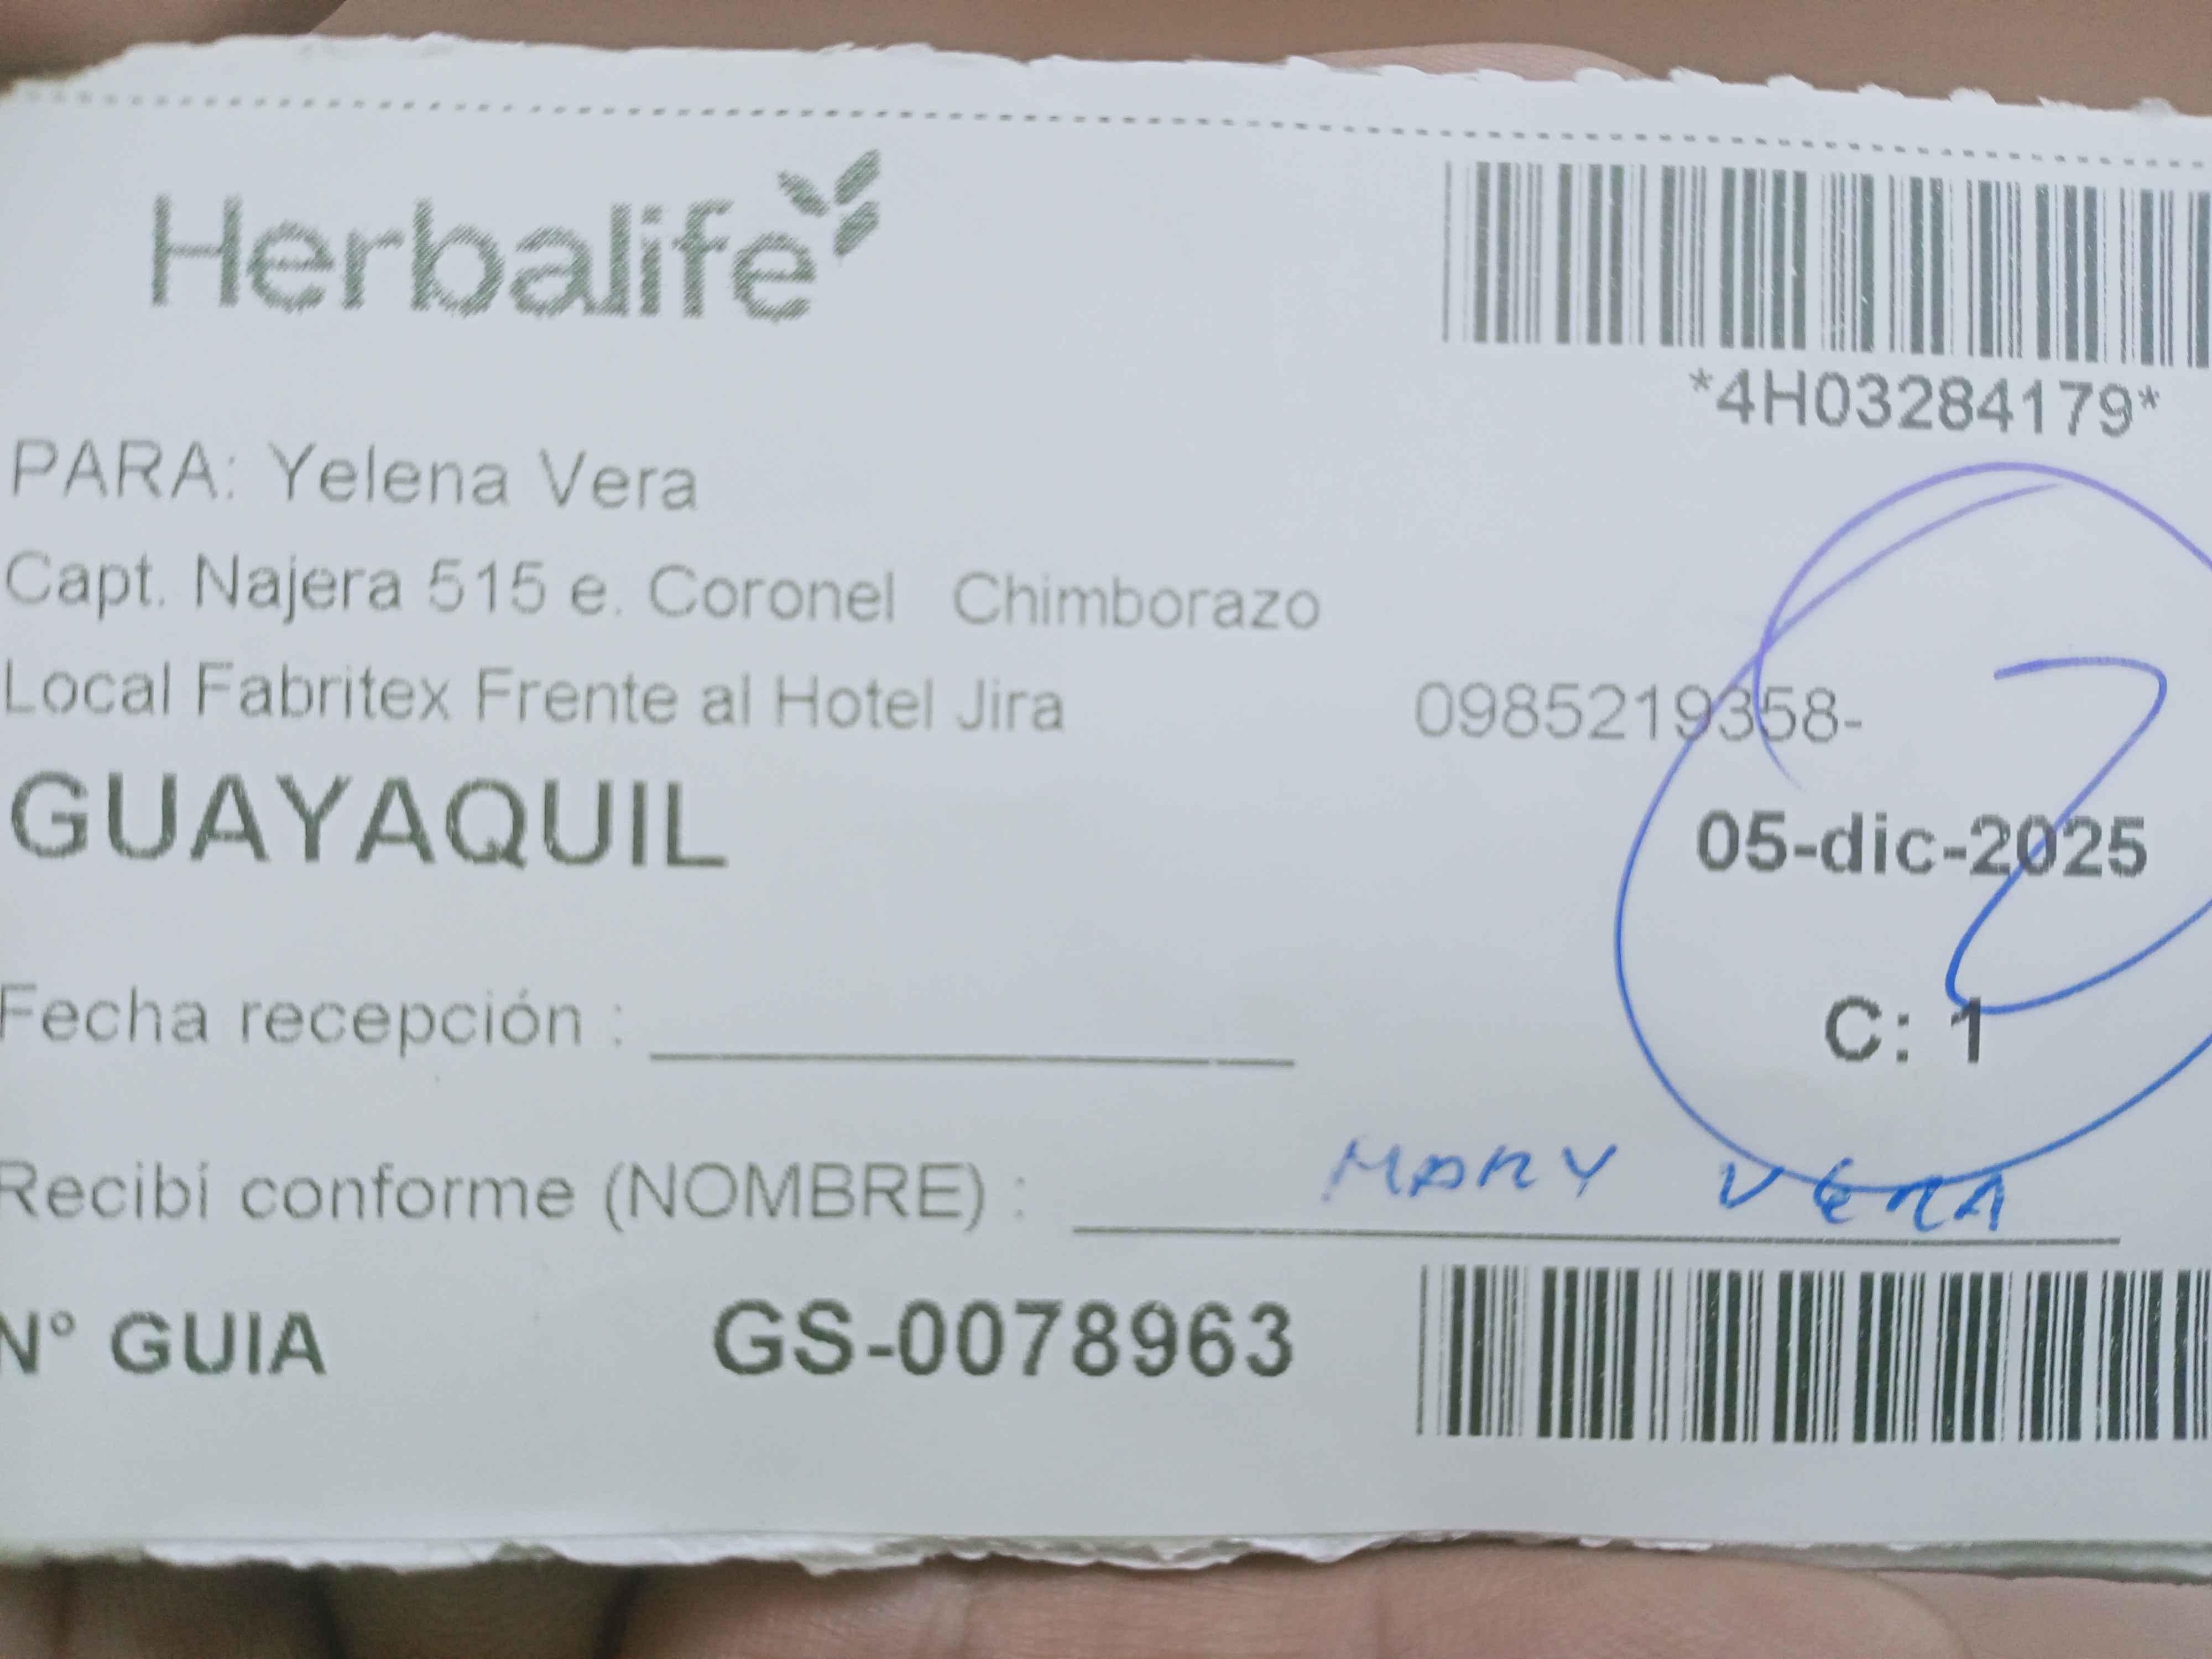 Herbalife
*4H03284179*
PARA: Yelena Vera
Capt. Najera 515 e. Coronel Chimborazo
Local Fabritex Frente al Hotel Jira 0985219358-
GUAYAQUIL
05-dic-2025
2
C: 1
Fecha recepción :
Recibí conforme (NOMBRE) : MARY VERA
N° GUIA GS-0078963